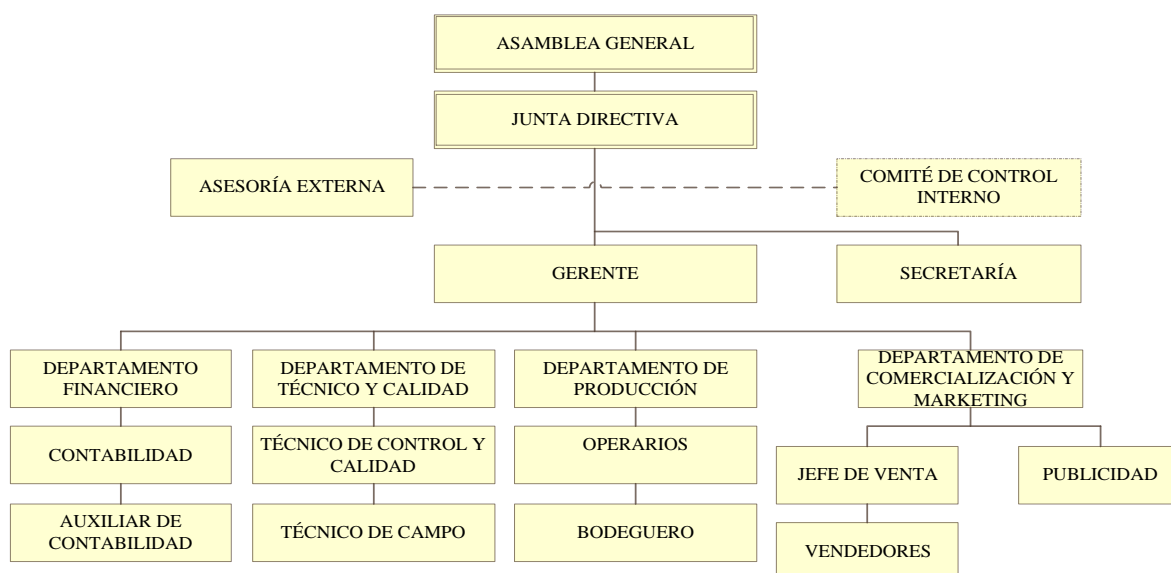 ASAMBLEA GENERAL
JUNTA DIRECTIVA
ASESORÍA EXTERNA
COMITÉ DE CONTROL
INTERNO
GERENTE
SECRETARÍA
DEPARTAMENTO
FINANCIERO
DEPARTAMENTO DE
TÉCNICO Y CALIDAD
DEPARTAMENTO DE
PRODUCCIÓN
DEPARTAMENTO DE
COMERCIALIZACIÓN Y
MARKETING
CONTABILIDAD
TÉCNICO DE CONTROL Y
CALIDAD
OPERARIOS
JEFE DE VENTA
PUBLICIDAD
AUXILIAR DE
CONTABILIDAD
TÉCNICO DE CAMPO
BODEGUERO
VENDEDORES